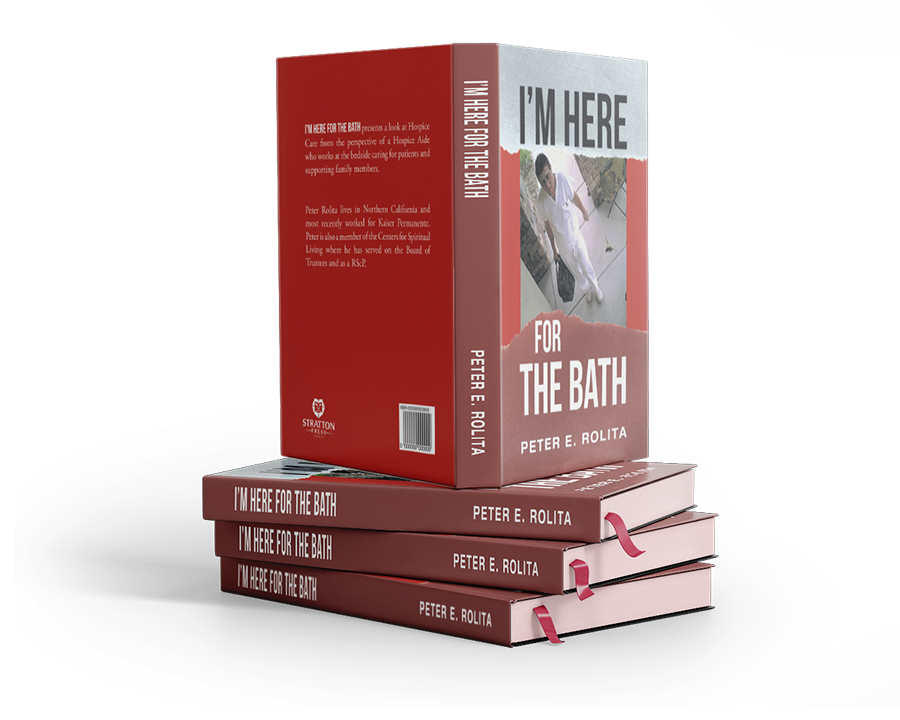 I'M HERE FOR THE BATH presents a look at Hospice
Care from the perspective of a Hospice Aide
who works at the bedside caring for patients and
supporting family members.
Peter Rolita lives in Northern California and
most recently worked for Kaiser Permanente.
Peter is also a member of the Centers for Spiritual
Living where he has served on the Board of
Trustees and as a RScP.
STRATTON
PRESS
I'M HERE FOR THE BATH
PETER E. ROLITA
I'M HERE
FOR
THE BATH
PETER E. ROLITA
THE BATH
PETER E. ROLITA
I'M HERE FOR THE BATH
PETER E. ROLITA
I'M HERE FOR THE BATH
PETER E. ROLITA
I'M HERE FOR THE BATH
PETER E. ROLITA